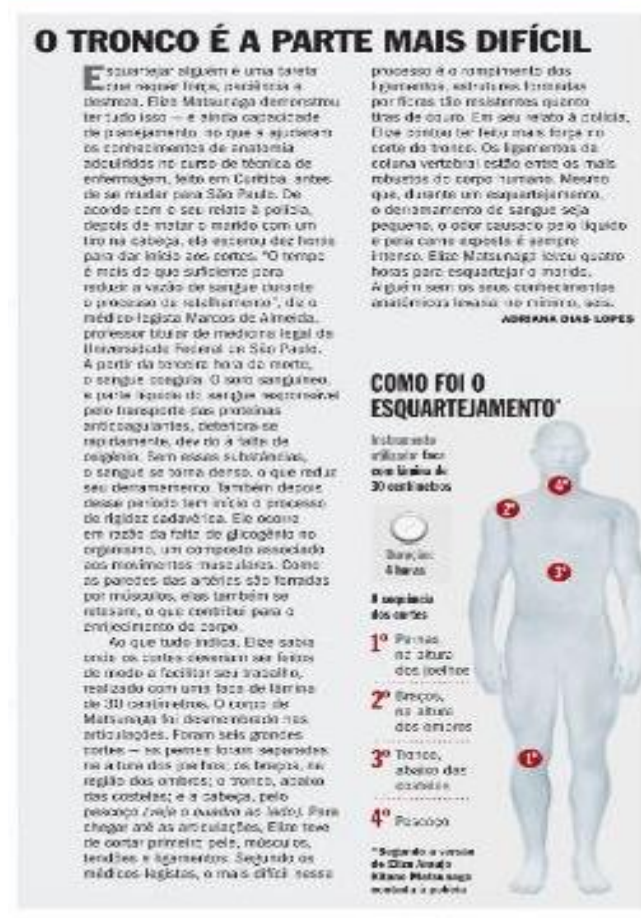 O TRONCO É A PARTE MAIS DIFÍCIL
Esquartejar alguém é uma tarefa
que requer força, paciência e
destreza. Elize Matsunaga demonstrou
ter tudo isso — e ainda capacidade
de planejamento, no que a ajudaram
os conhecimentos de anatomia
adquiridos no curso de técnica de
enfermagem, feito em Curitiba, antes
de se mudar para São Paulo. De
acordo com o seu relato à polícia,
depois de matar o marido com um
tiro na cabeça, ela esperou dez horas
para dar início aos cortes. "O tempo
é mais do que suficiente para
reduzir a vazão de sangue durante
o processo de retalhamento", diz o
médico-legista Marcos de Almeida,
professor titular de medicina legal da
Universidade Federal de São Paulo.
A partir da terceira hora da morte,
o sangue coagula. O soro sanguíneo,
a parte líquida do sangue responsável
pelo transporte das proteínas
anticoagulantes, deteriora-se
rapidamente, devido à falta de
oxigênio. Sem essas substâncias,
o sangue se torna denso, o que reduz
seu derramamento. Também depois
desse período tem início o processo
de rigidez cadavérica. Ele ocorre
em razão da falta de glicogênio no
organismo, um composto associado
aos movimentos musculares. Como
as paredes das artérias são forradas
por músculos, elas também se
retesam, o que contribui para o
enrijecimento do corpo.
Ao que tudo indica, Elize sabia
onde os cortes deveriam ser feitos
de modo a facilitar seu trabalho,
realizado com uma faca de lâmina
de 30 centímetros. O corpo de
Matsunaga foi desmembrado nas
articulações. Foram seis grandes
cortes — as pernas foram separadas
na altura dos joelhos; os braços, na
região dos ombros; o tronco, abaixo
das costelas; e a cabeça, pelo
pescoço (veja o quadro ao lado). Para
chegar até as articulações, Elize teve
de cortar primeiro pele, músculos,
tendões e ligamentos. Segundo os
médicos-legistas, o mais difícil nesse
processo é o rompimento dos
ligamentos, estruturas formadas
por fibras tão resistentes quanto
tiras de couro. Em seu relato à polícia,
Elize contou ter feito mais força no
corte do tronco. Os ligamentos da
coluna vertebral estão entre os mais
robustos do corpo humano. Mesmo
que, durante um esquartejamento,
o derramamento de sangue seja
pequeno, o odor causado pelo líquido
e pela carne exposta é sempre
intenso. Elize Matsunaga levou quatro
horas para esquartejar o marido.
Alguém sem os seus conhecimentos
anatômicos levaria, no mínimo, seis.
ADRIANA DIAS LOPES
COMO FOI O
ESQUARTEJAMENTO*
Instrumento
utilizado: faca
com lâmina de
30 centímetros
Duração:
4 horas
A sequência
dos cortes
1º Pernas,
na altura
dos joelhos
2º Braços,
na altura
dos ombros
3º Tronco,
abaixo das
costelas
4º Pescoço
*Segundo a versão
de Elize Araujo
Kitano Matsunaga
contada à polícia
4º
2º
3º
1º